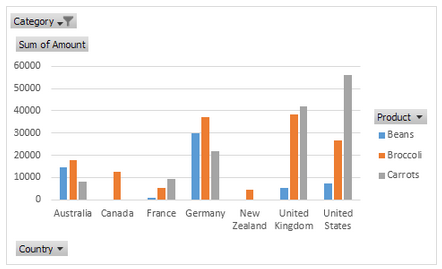 Category
Sum of Amount
60000
50000
40000
30000
20000
10000
0
Australia
Canada
France
Germany
New
Zealand
United
Kingdom
United
States
Product
Beans
Broccoli
Carrots
Country